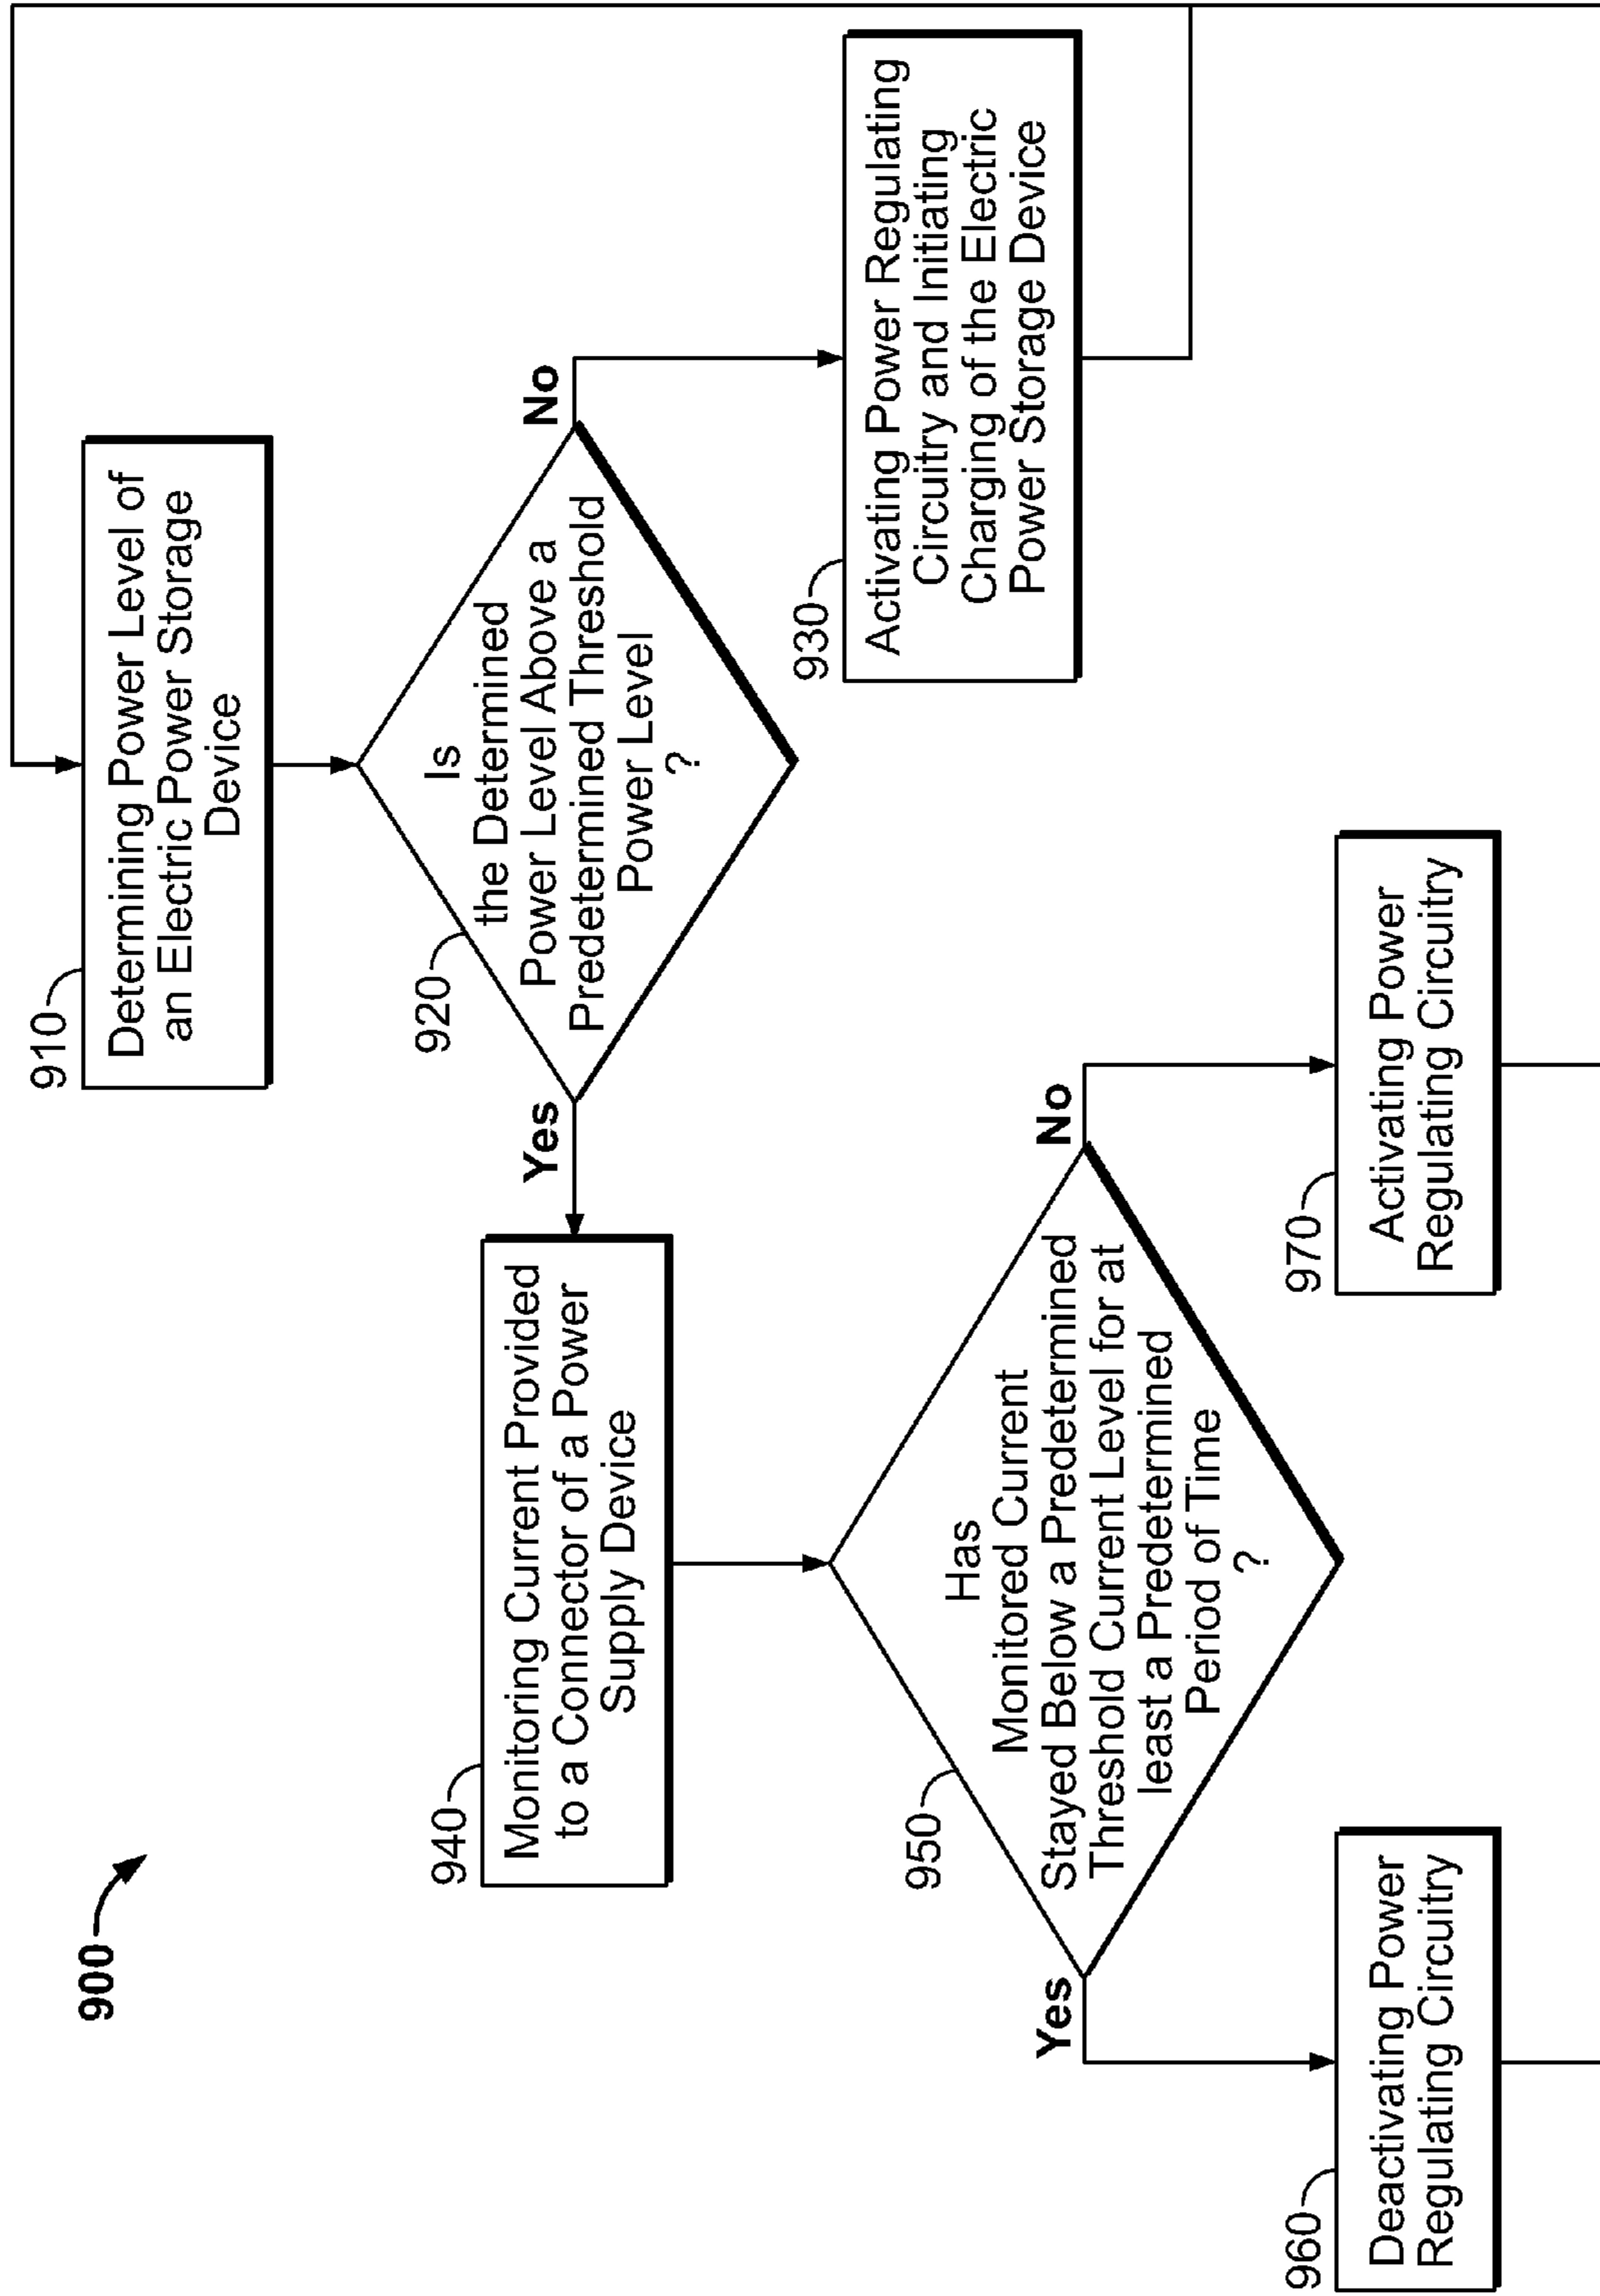 900
910
Determining Power Level of
an Electric Power Storage
Device
920
Is
the Determined
Power Level Above a
Predetermined Threshold
Power Level
?
Yes
No
930
Activating Power Regulating
Circuitry and Initiating
Charging of the Electric
Power Storage Device
940
Monitoring Current Provided
to a Connector of a Power
Supply Device
950
Has
Monitored Current
Stayed Below a Predetermined
Threshold Current Level for at
least a Predetermined
Period of Time
?
Yes
No
960
Deactivating Power
Regulating Circuitry
970
Activating Power
Regulating Circuitry